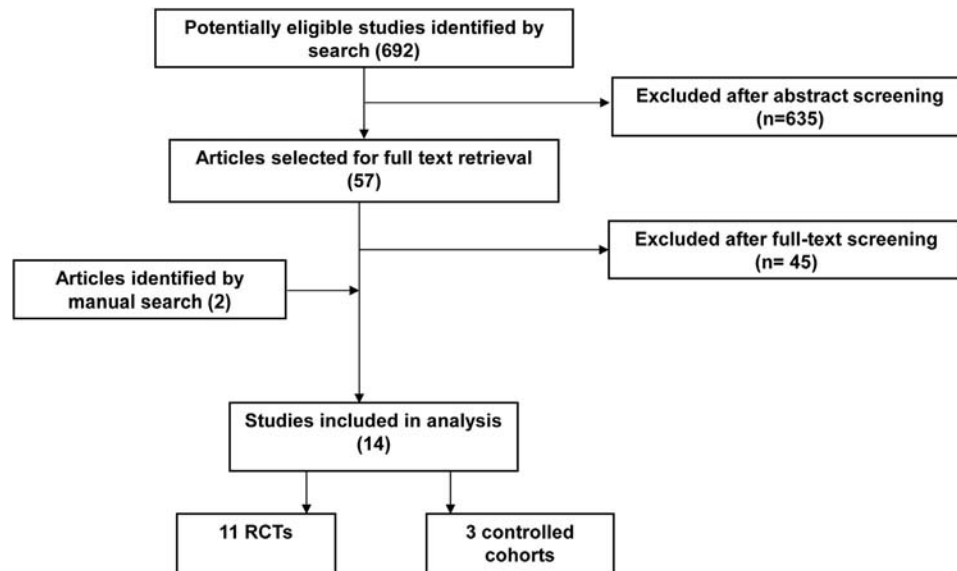 Potentially eligible studies identified by
search (692)
Excluded after abstract screening
(n=635)
Articles selected for full text retrieval
(57)
Excluded after full-text screening
(n= 45)
Articles identified by
manual search (2)
Studies included in analysis
(14)
11 RCTs
3 controlled
cohorts